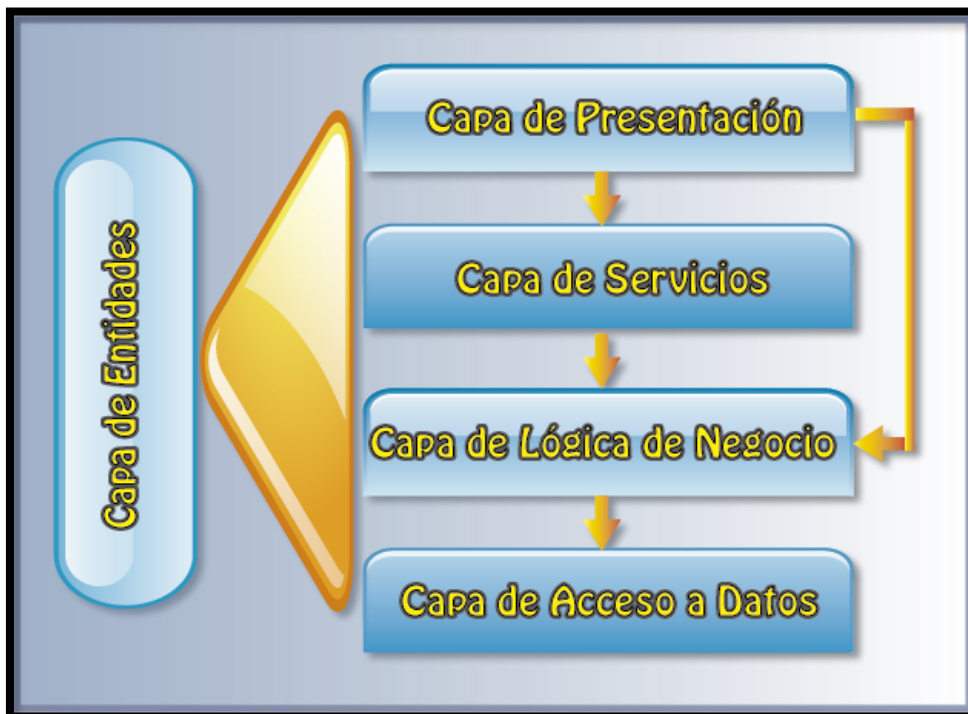 Capa de Entidades
Capa de Presentación
Capa de Servicios
Capa de Lógica de Negocio
Capa de Acceso a Datos